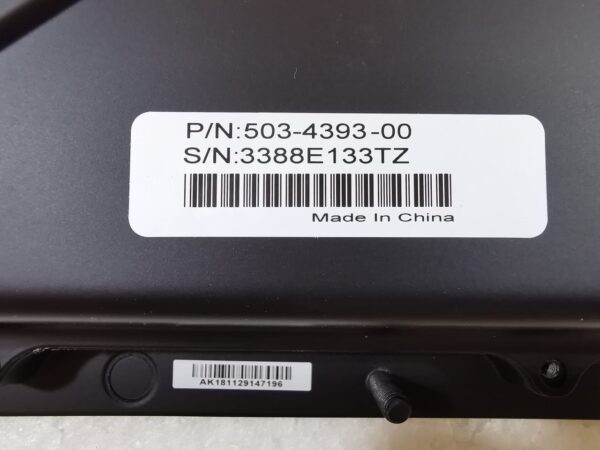 P/N:503-4393-00
S/N:3388E133TZ
Made In China
AK181129147196